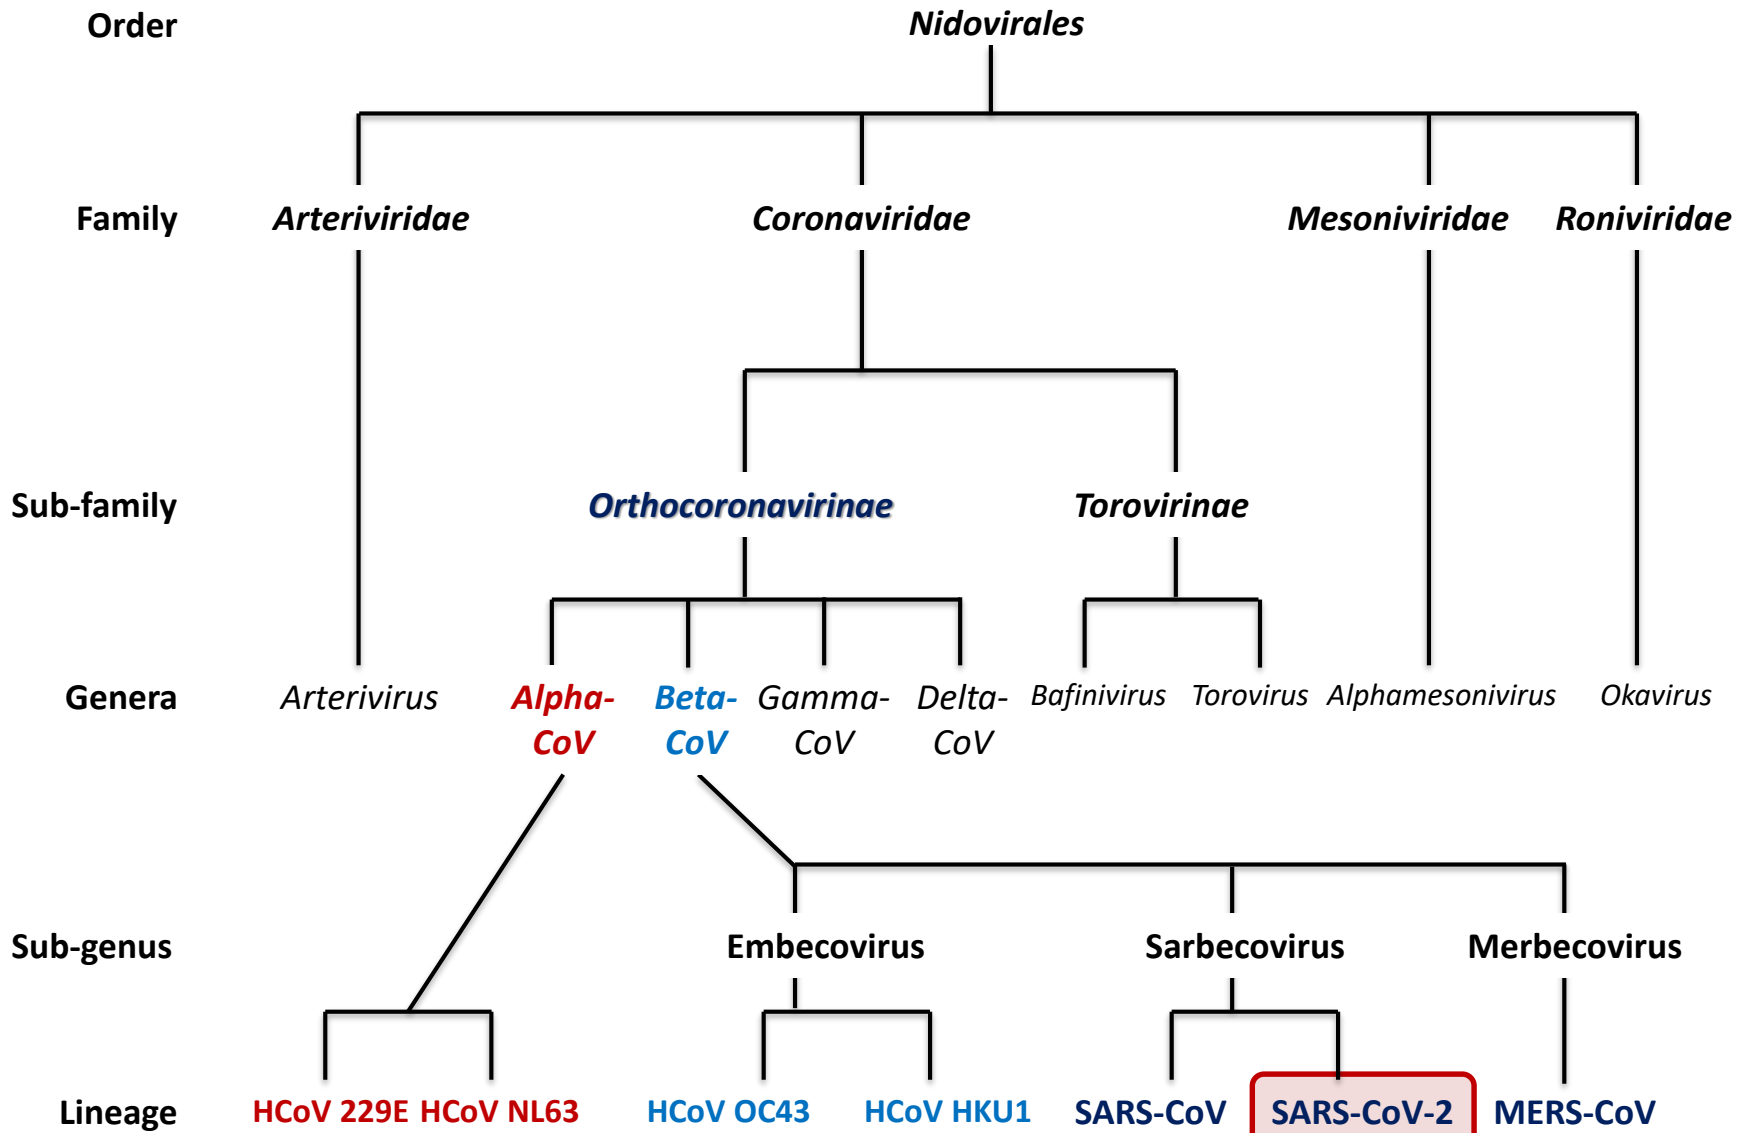 Order
Nidovirales
Family
Arteriviridae
Coronaviridae
Mesoniviridae
Roniviridae
Sub-family
Orthocoronavirinae
Torovirinae
Genera
Arterivirus
Alpha-
CoV
Beta-
CoV
Gamma-
CoV
Delta-
CoV
Bafinivirus
Torovirus
Alphamesonivirus
Okavirus
Sub-genus
Embecovirus
Sarbecovirus
Merbecovirus
Lineage
HCoV 229E
HCoV NL63
HCoV OC43
HCoV HKU1
SARS-CoV
SARS-CoV-2
MERS-CoV